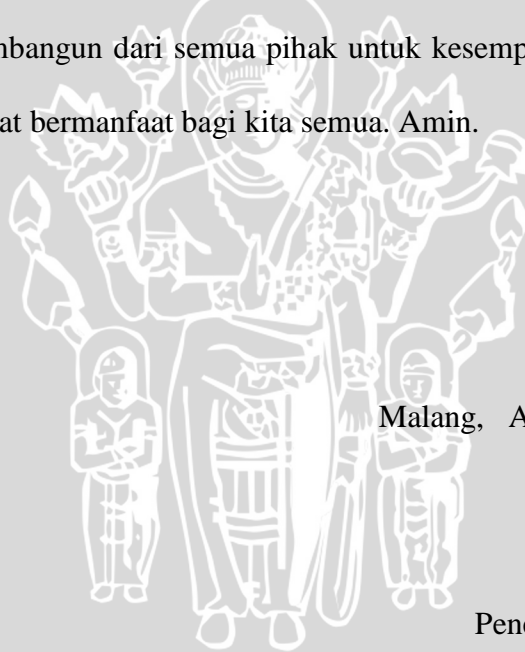 mbangun dari semua pihak untuk kesemp
at bermanfaat bagi kita semua. Amin.
Malang, A
Pen